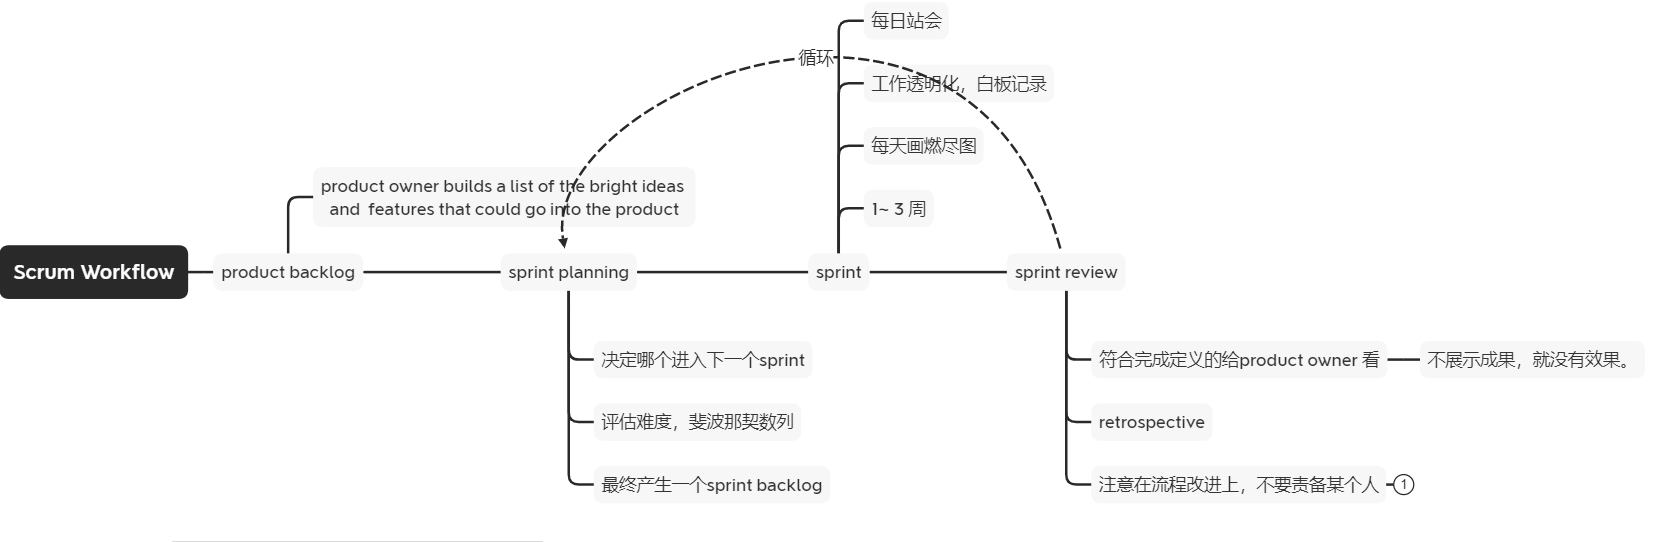 每日站会
循环
工作透明化，白板记录
每天画燃尽图
product owner builds a list of the bright ideas
and features that could go into the product
1~ 3 周
Scrum Workflow
product backlog
sprint planning
sprint
sprint review
决定哪个进入下一个sprint
符合完成定义的给product owner 看
不展示成果，就没有效果。
评估难度，斐波那契数列
retrospective
最终产生一个sprint backlog
注意在流程改进上，不要责备某个人
1